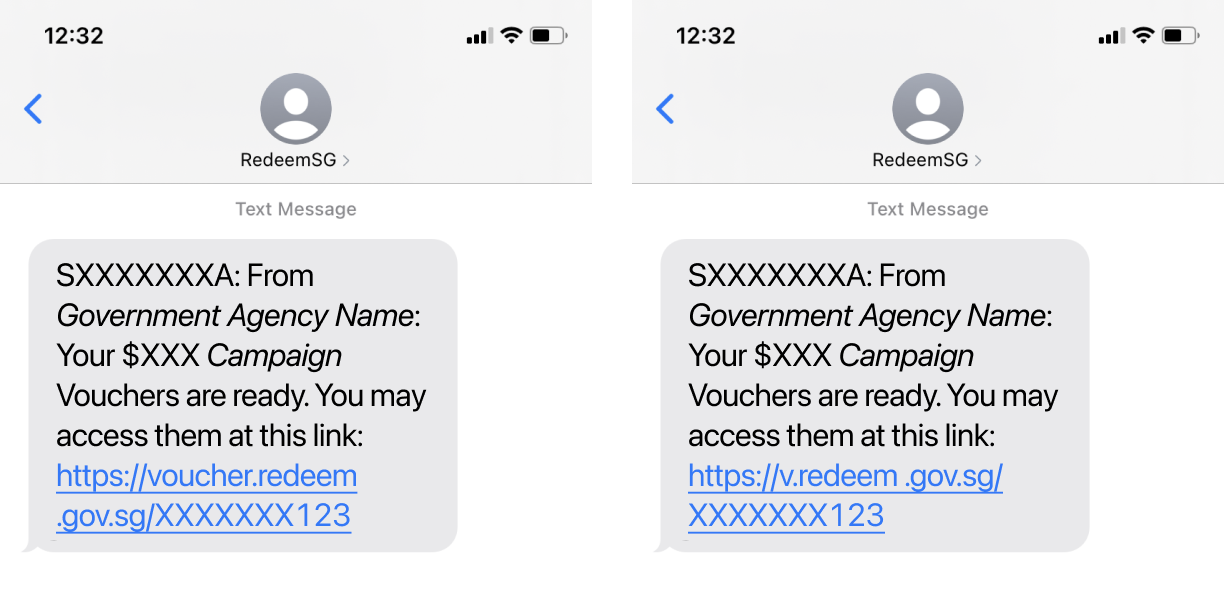 12:32
RedeemSG
Text Message
SXXXXXXXA: From
Government Agency Name:
Your $XXX Campaign
Vouchers are ready. You may
access them at this link:
https://voucher.redeem
.gov.sg/XXXXXXX123
12:32
RedeemSG
Text Message
SXXXXXXXA: From
Government Agency Name:
Your $XXX Campaign
Vouchers are ready. You may
access them at this link:
https://v.redeem .gov.sg/
XXXXXXX123